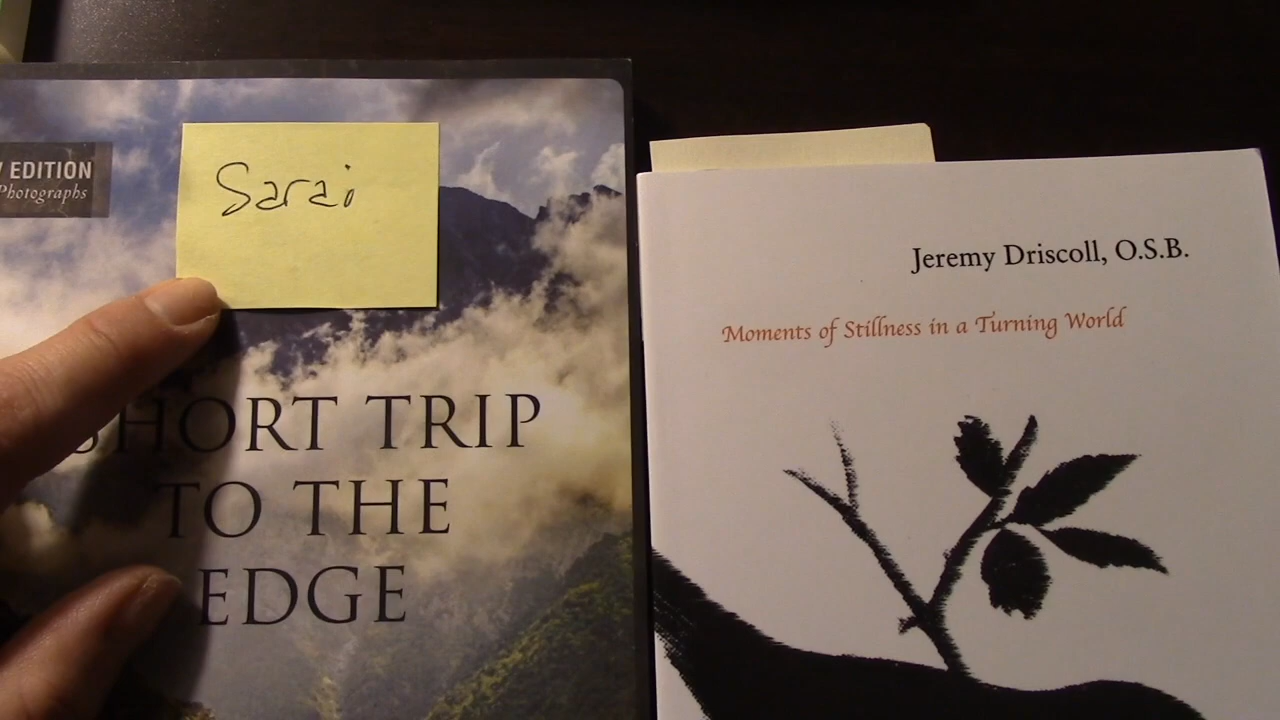 EDITION
Photographs
Sarai
SHORT TRIP
TO THE
EDGE
Jeremy Driscoll, O.S.B.
Moments of Stillness in a Turning World